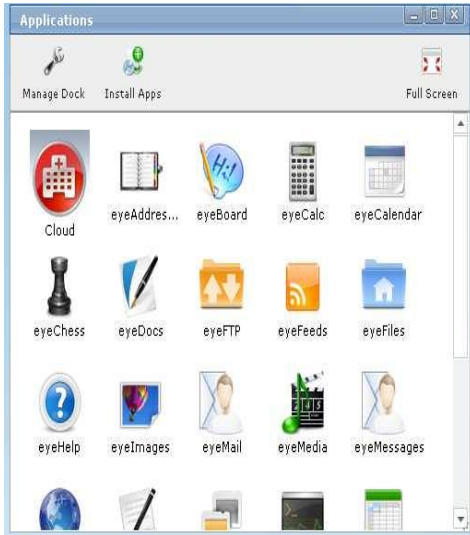 Applications
Manage Dock Install Apps Full Screen
Hi!
Cloud eyeAddres... eyeBoard eyeCalc eyeCalendar
eyeChess eyeDocs eyeFTP eyeFeeds eyeFiles
eyeHelp eyeImages eyeMail eyeMedia eyeMessages